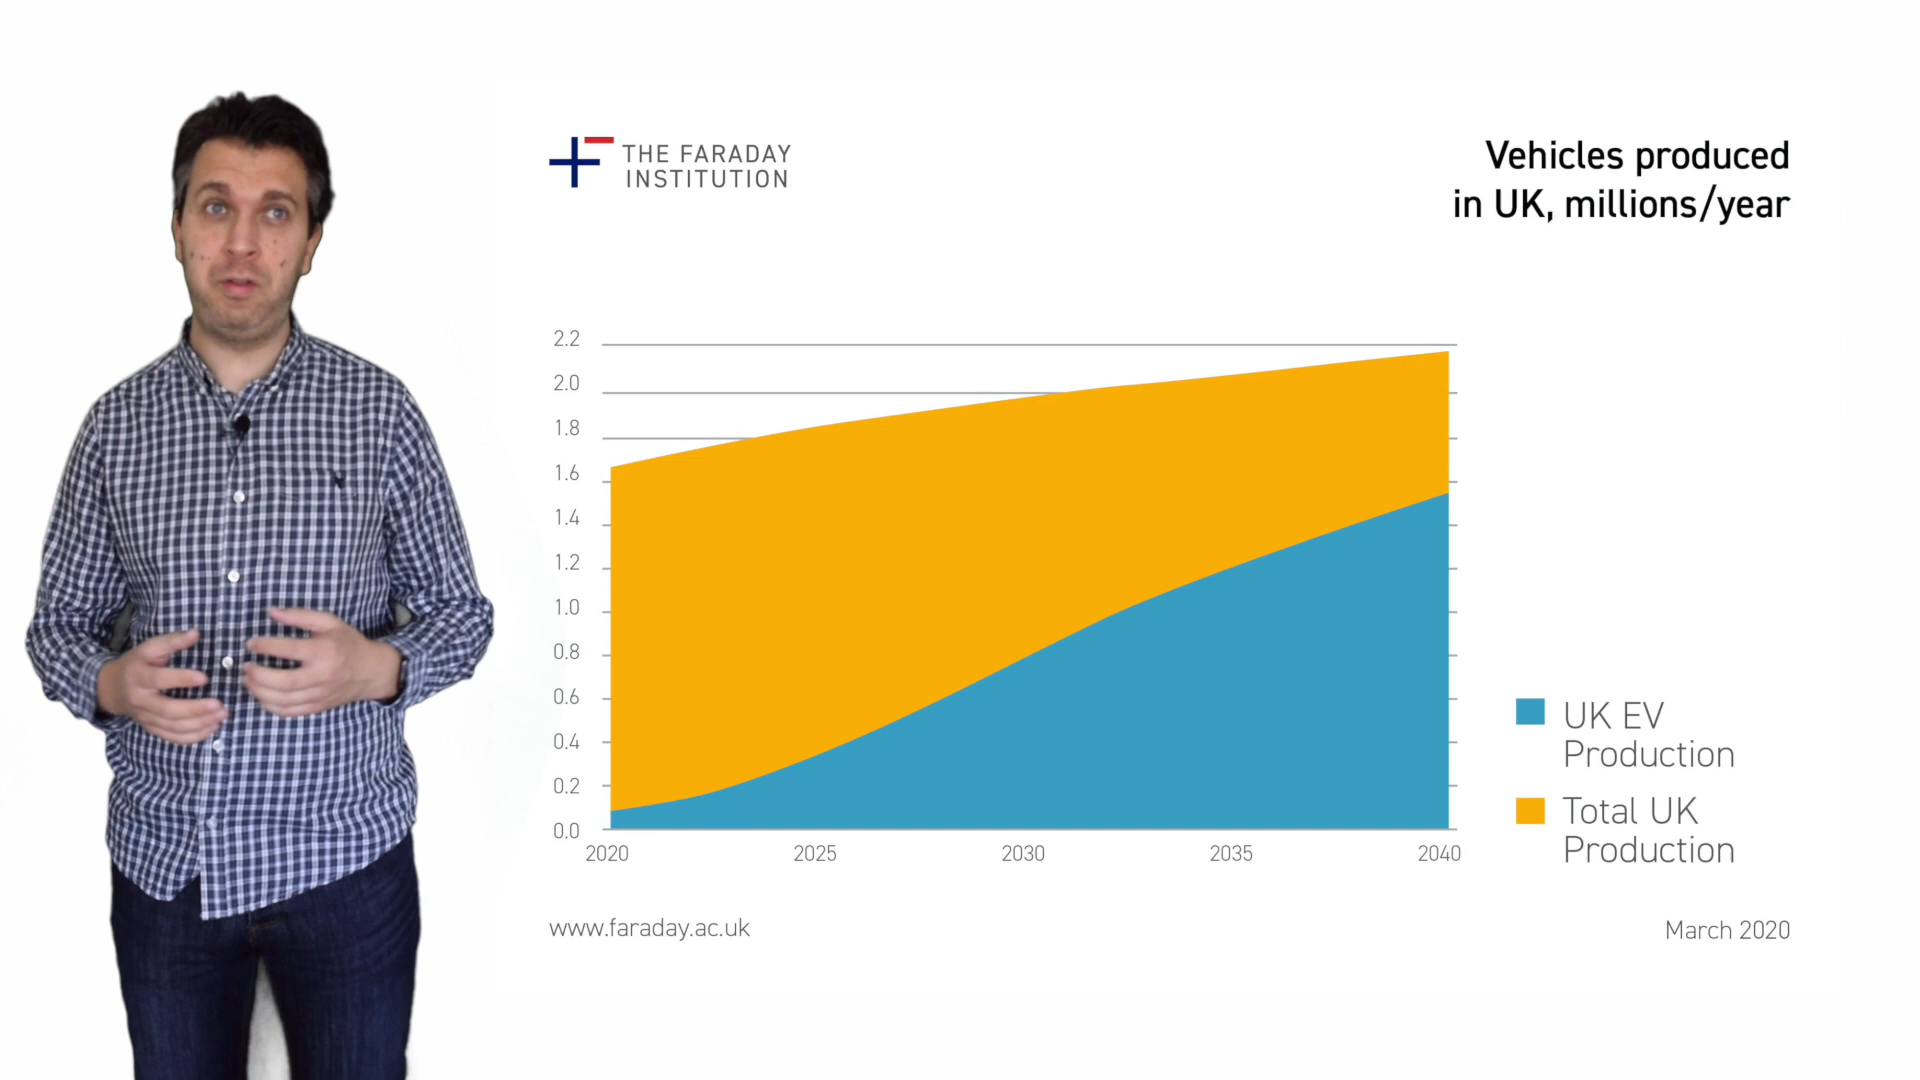 THE FARADAY
INSTITUTION
Vehicles produced
in UK, millions/year
2.2
2.0
1.8
1.6
1.4
1.2
1.0
0.8
0.6
0.4
0.2
0.0
2020 2025 2030 2035 2040
UK EV
Production
Total UK
Production
www.faraday.ac.uk
March 2020